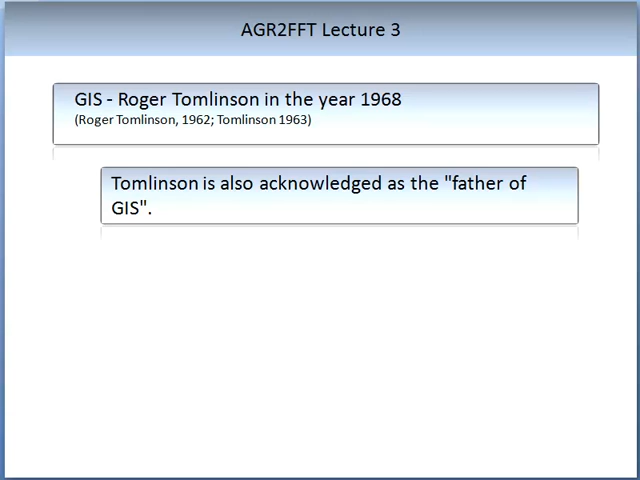 AGR2FFT Lecture 3
GIS - Roger Tomlinson in the year 1968
(Roger Tomlinson, 1962; Tomlinson 1963)
Tomlinson is also acknowledged as the "father of
GIS".